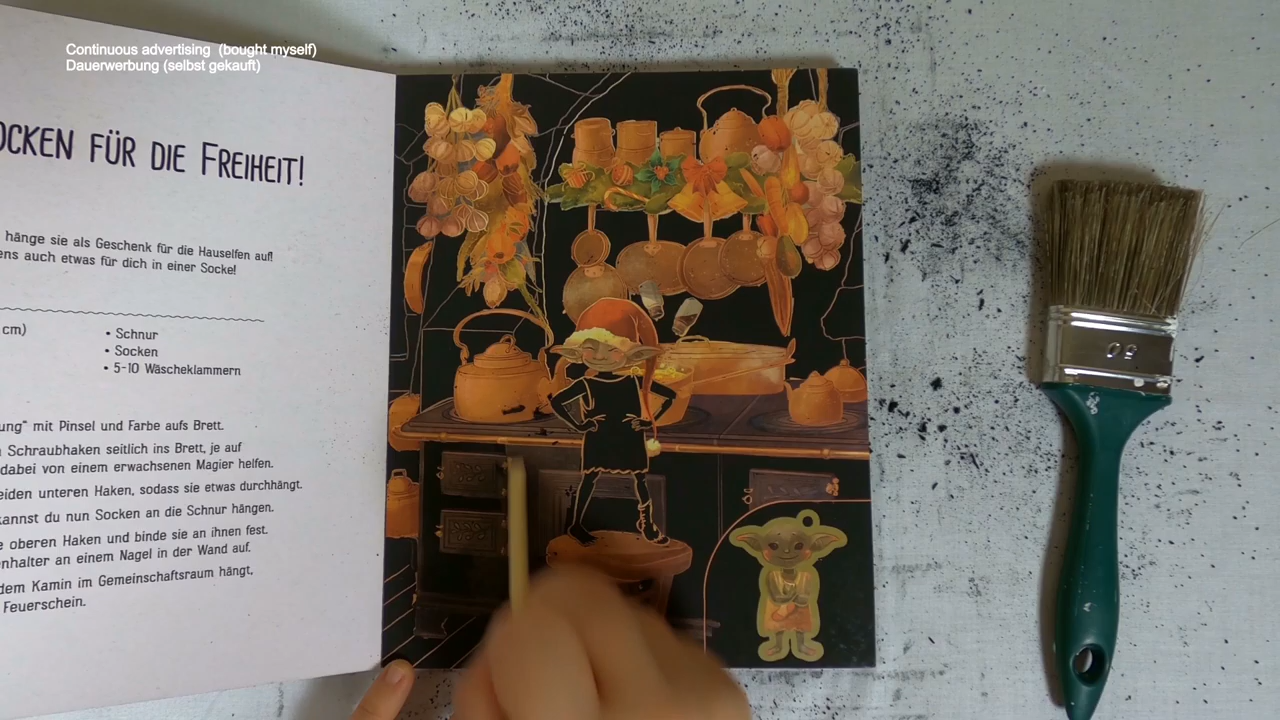 Continuous advertising (bought myself)
Dauerwerbung (selbst gekauft)
OCKEN FÜR DIE FREIHEIT!
hänge sie als Geschenk für die Hauselfen auf!
ens auch etwas für dich in einer Socke!
cm)
• Schnur
• Socken
• 5-10 Wäscheklammern
ung" mit Pinsel und Farbe aufs Brett.
Schraubhaken seitlich ins Brett, je auf
dabei von einem erwachsenen Magier helfen.
eiden unteren Haken, sodass sie etwas durchhängt.
kannst du nun Socken an die Schnur hängen.
e oberen Haken und binde sie an ihnen fest.
enhalter an einem Nagel in der Wand auf.
dem Kamin im Gemeinschaftsraum hängt,
Feuerschein.
50